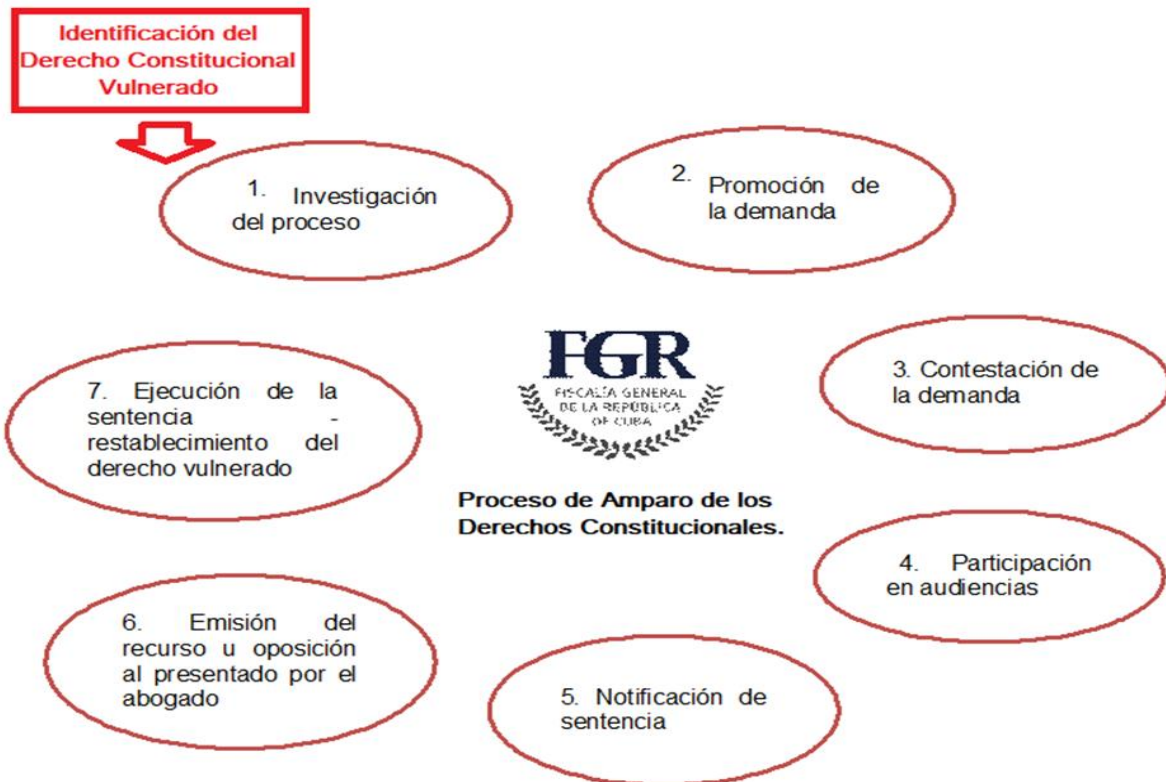 Identificación del
Derecho Constitucional
Vulnerado
1. Investigación
del proceso
2. Promoción de
la demanda
3. Contestación de
la demanda
4. Participación
en audiencias
5. Notificación de
sentencia
6. Emisión del
recurso u oposición
al presentado por el
abogado
7. Ejecución de la
sentencia -
restablecimiento del
derecho vulnerado
FGR
FISCALÍA GENERAL
DE LA REPÚBLICA
OF CUBA
Proceso de Amparo de los
Derechos Constitucionales.